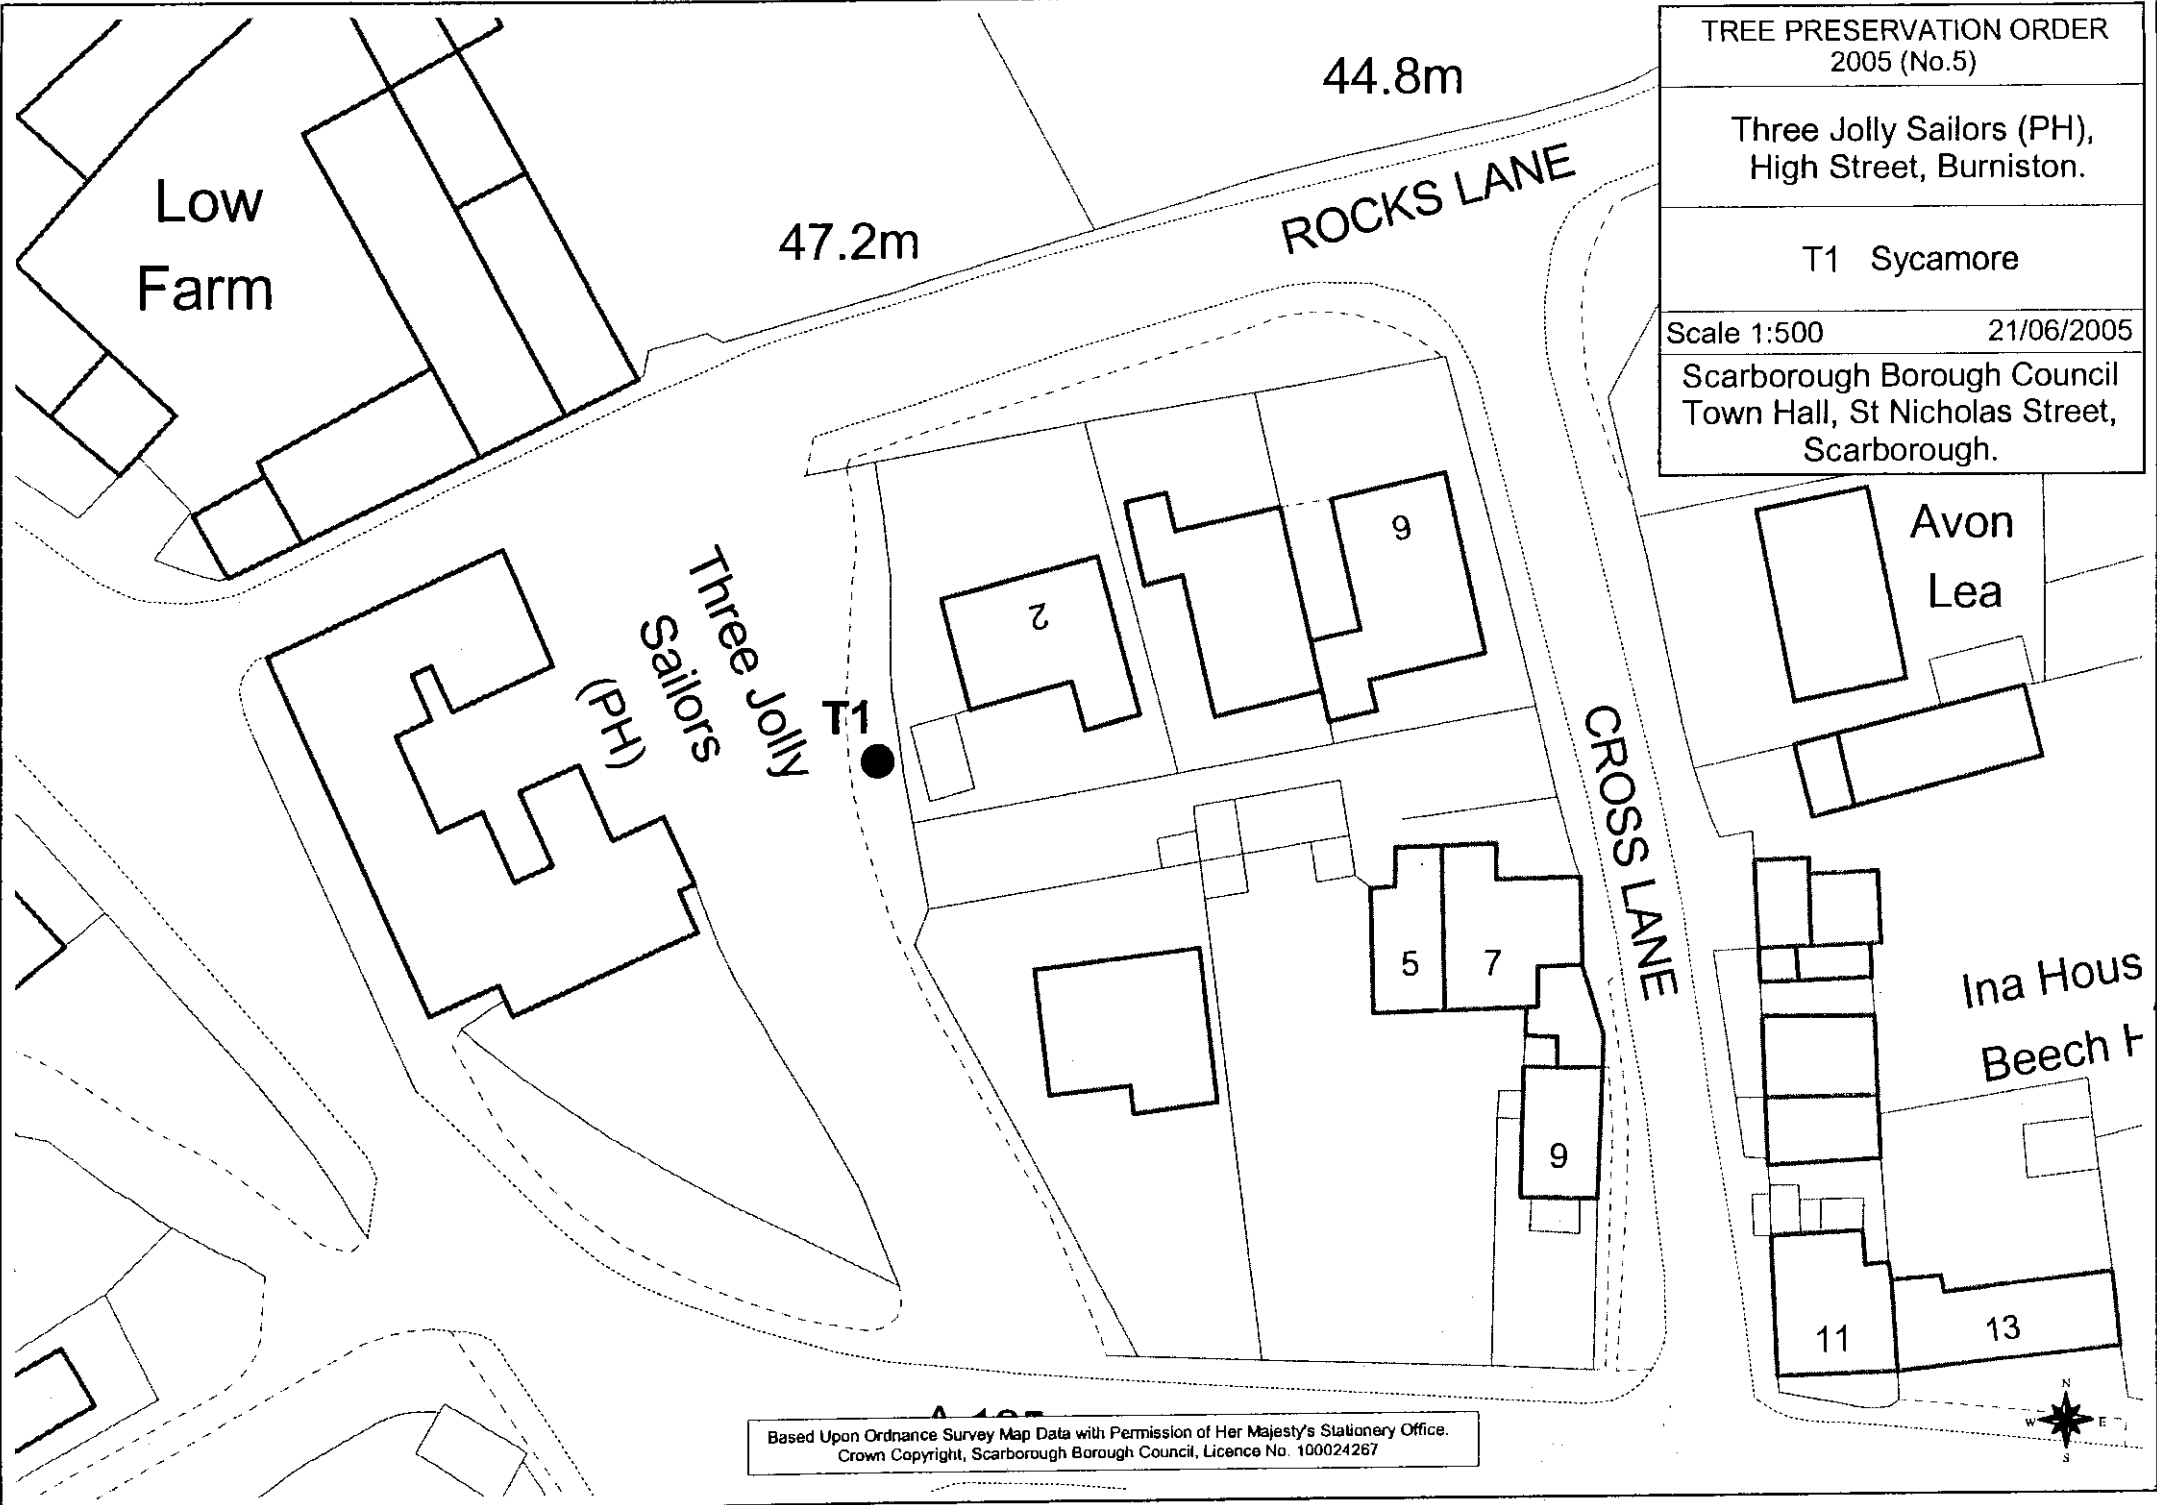 TREE PRESERVATION ORDER
2005 (No.5)
Three Jolly Sailors (PH),
High Street, Burniston.
T1 Sycamore
Scale 1:500 21/06/2005
Scarborough Borough Council
Town Hall, St Nicholas Street,
Scarborough.
44.8m
47.2m
ROCKS LANE
Low
Farm
Three Jolly
Sailors
(PH)
T1
2
6
CROSS LANE
Avon
Lea
5
7
9
Ina Hous
Beech
11
13
N
W
E
S
Based Upon Ordnance Survey Map Data with Permission of Her Majesty's Stationery Office.
Crown Copyright, Scarborough Borough Council, Licence No. 100024267